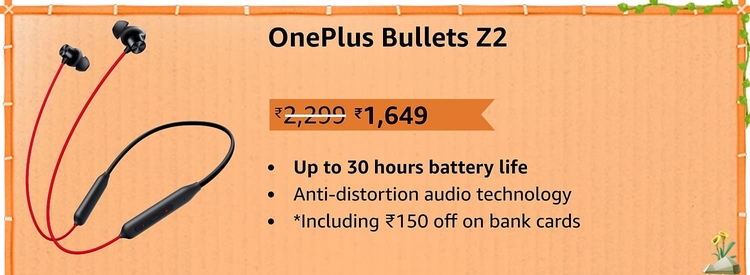 OnePlus Bullets Z2
₹2,299 ₹1,649
• Up to 30 hours battery life
• Anti-distortion audio technology
• *Including ₹150 off on bank cards